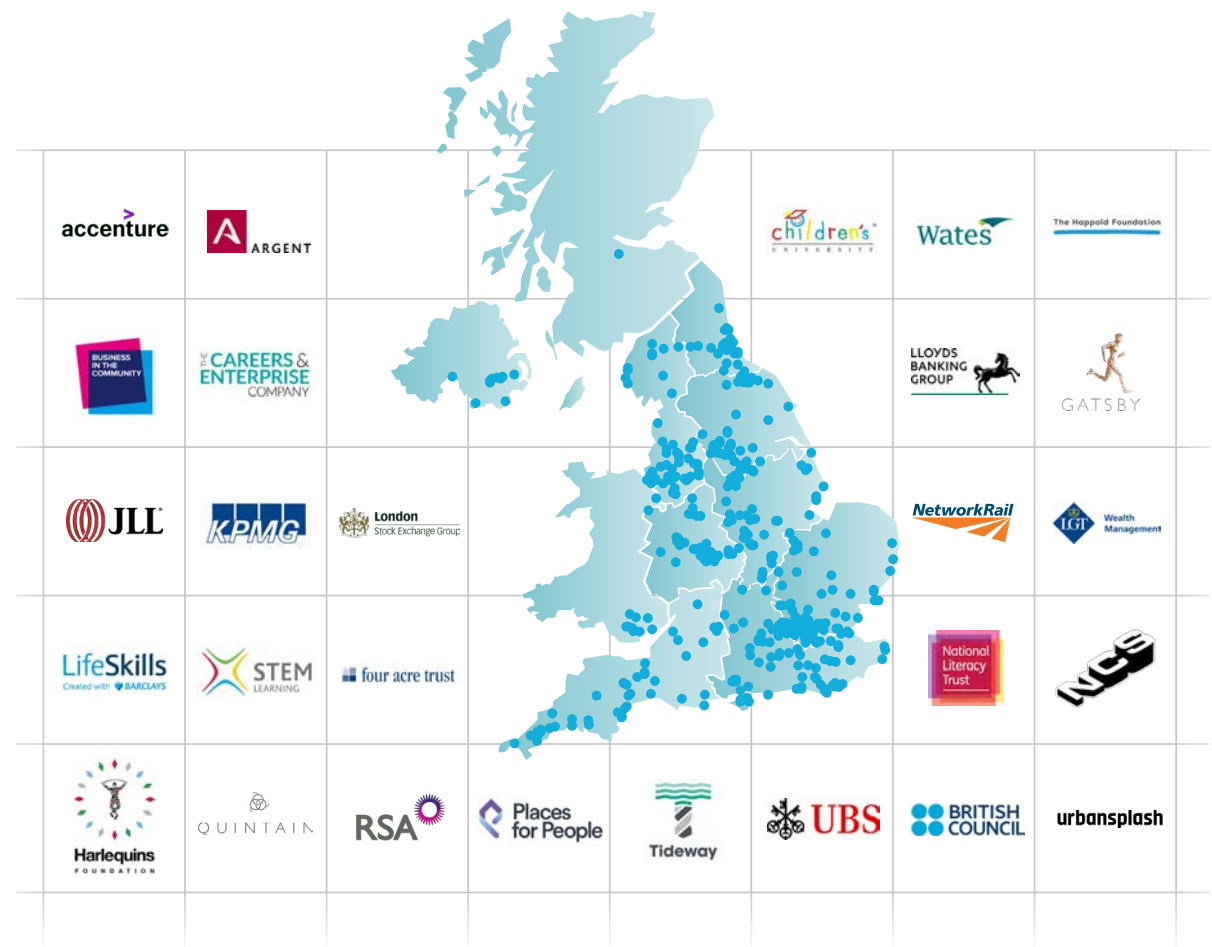 accenture
ARGENT
children's
UNIVERSITY
Wates
The Happold Foundation
BUSINESS
IN THE
COMMUNITY
THE
CAREERS &
ENTERPRISE
COMPANY
LLOYDS
BANKING
GROUP
GATSBY
JLL
KPMG
London
Stock Exchange Group
NetworkRail
LGT
Wealth
Management
LifeSkills
Created with BARCLAYS
STEM
LEARNING
four acre trust
National
Literacy
Trust
NCS
Harlequins
FOUNDATION
QUINTAIN
RSA
Places
for People
Tideway
UBS
BRITISH
COUNCIL
urbansplash